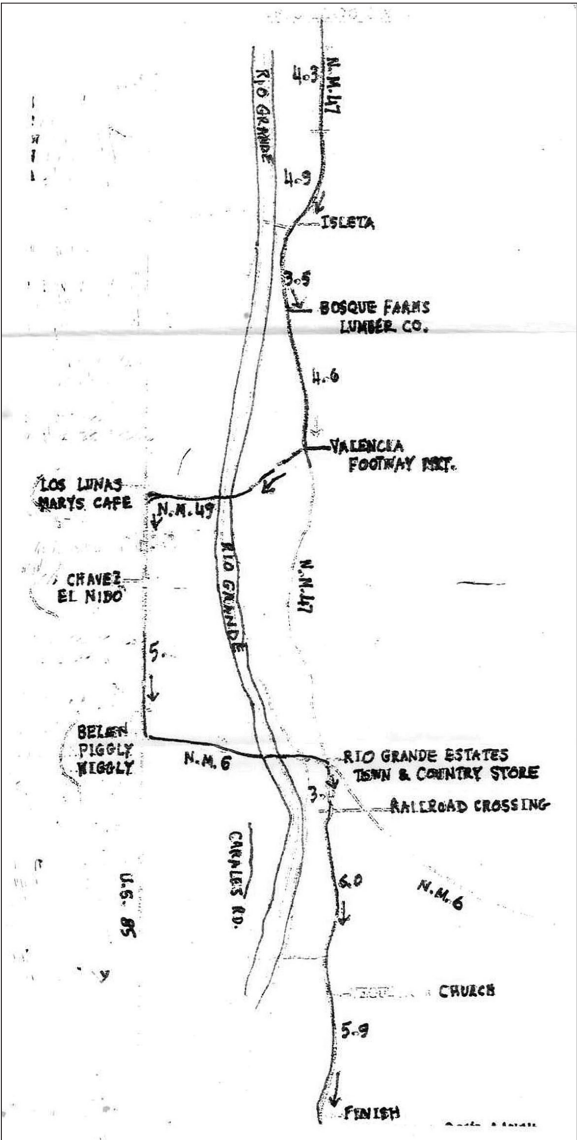 4.3
N.M.47
RIO GRANDE
4.9
ISLETA
3.5
BOSQUE FARMS
LUMBER CO.
4.6
VALENCIA
FOOTWAY MKT.
LOS LUNAS
MARYS CAFE
N.M.49
RIO GRANDE
N.M.47
CHAVEZ
EL NIDO
5.
BELEN
PIGGLY
WIGGLY
N.M.6
RIO GRANDE ESTATES
TOWN & COUNTRY STORE
3.
RAILROAD CROSSING
CARALES RD.
U.S. 85
6.0
N.M.6
CHURCH
5.9
FINISH